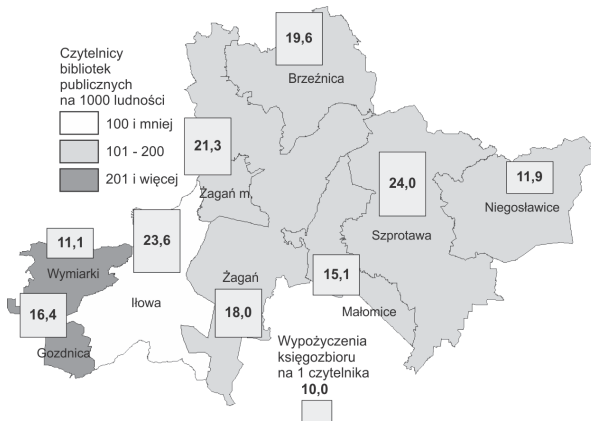 19,6
Brzeźnica
Czytelnicy
bibliotek
publicznych
na 1000 ludności
100 i mniej
101 - 200
201 i więcej
21,3
Żagań m.
24,0
Szprotawa
11,9
Niegosławice
11,1
Wymiarki
23,6
Iłowa
Żagań
18,0
15,1
Małomice
16,4
Gozdnica
Wypożyczenia
księgozbioru
na 1 czytelnika
10,0